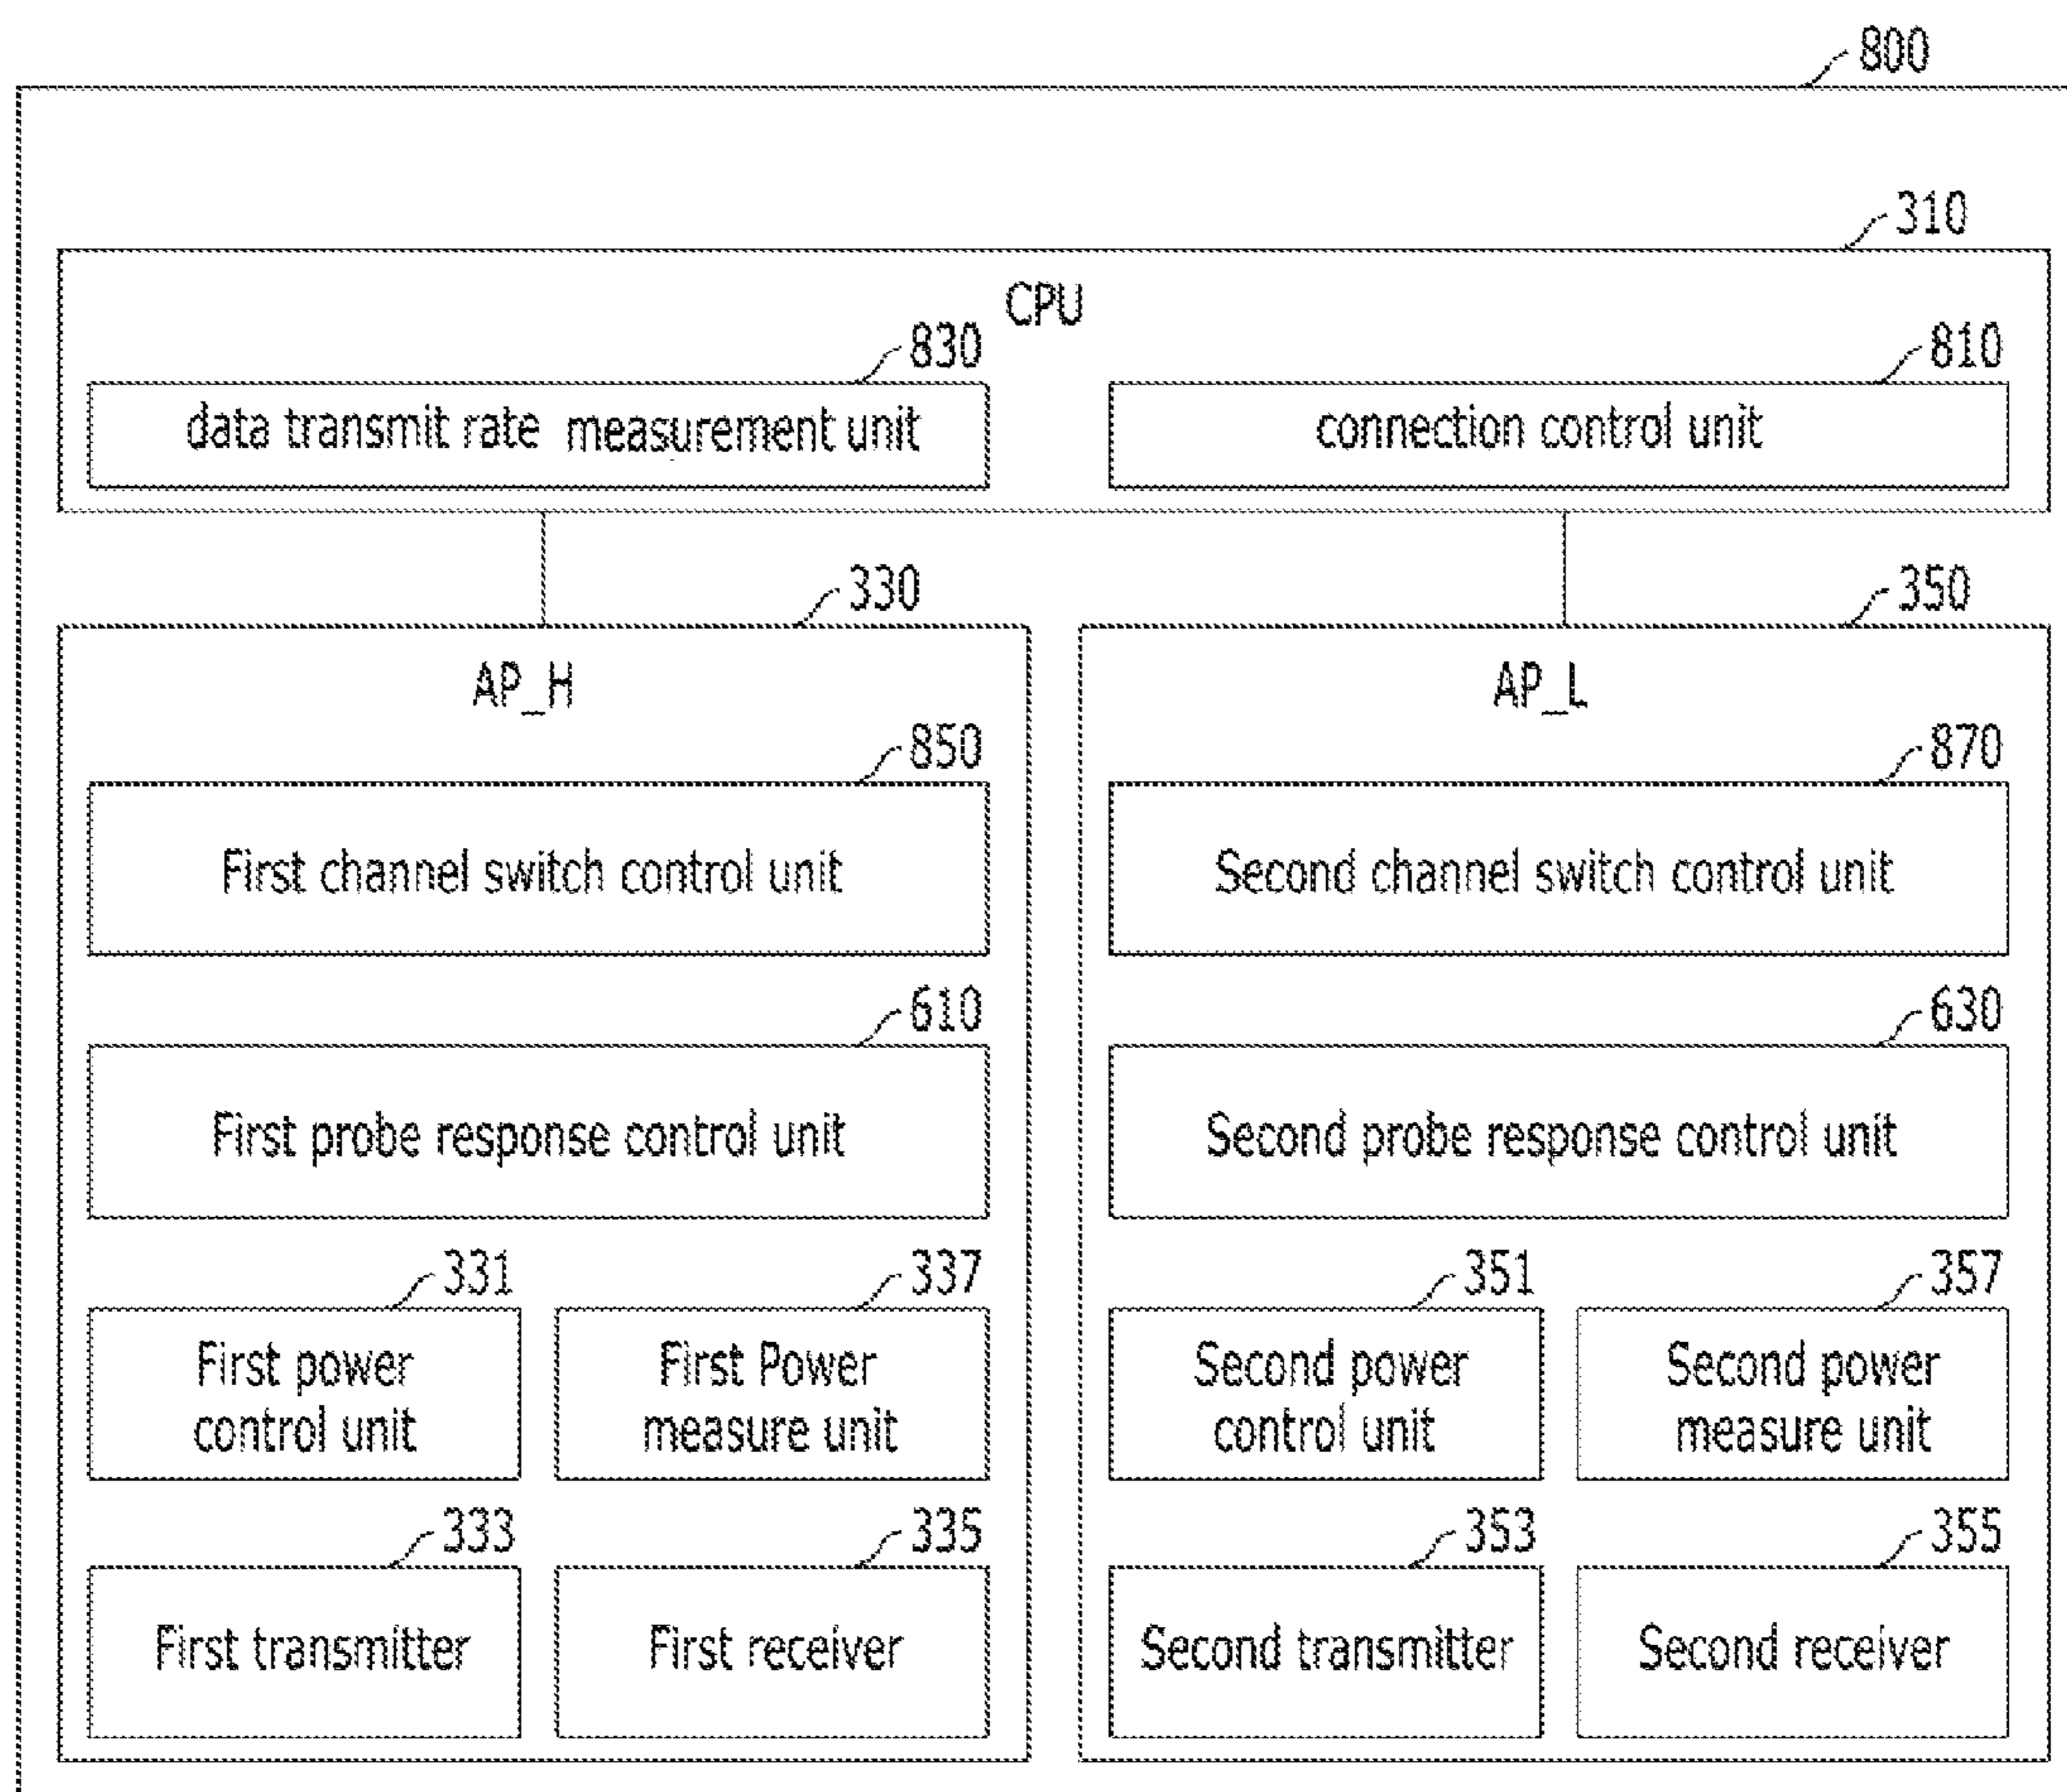 800
310
CPU
830
810
data transmit rate measurement unit
connection control unit
330
350
AP_H
AP_L
850
870
First channel switch control unit
Second channel switch control unit
610
630
First probe response control unit
Second probe response control unit
331
337
351
357
First power
control unit
First Power
measure unit
Second power
control unit
Second power
measure unit
333
335
353
355
First transmitter
First receiver
Second transmitter
Second receiver